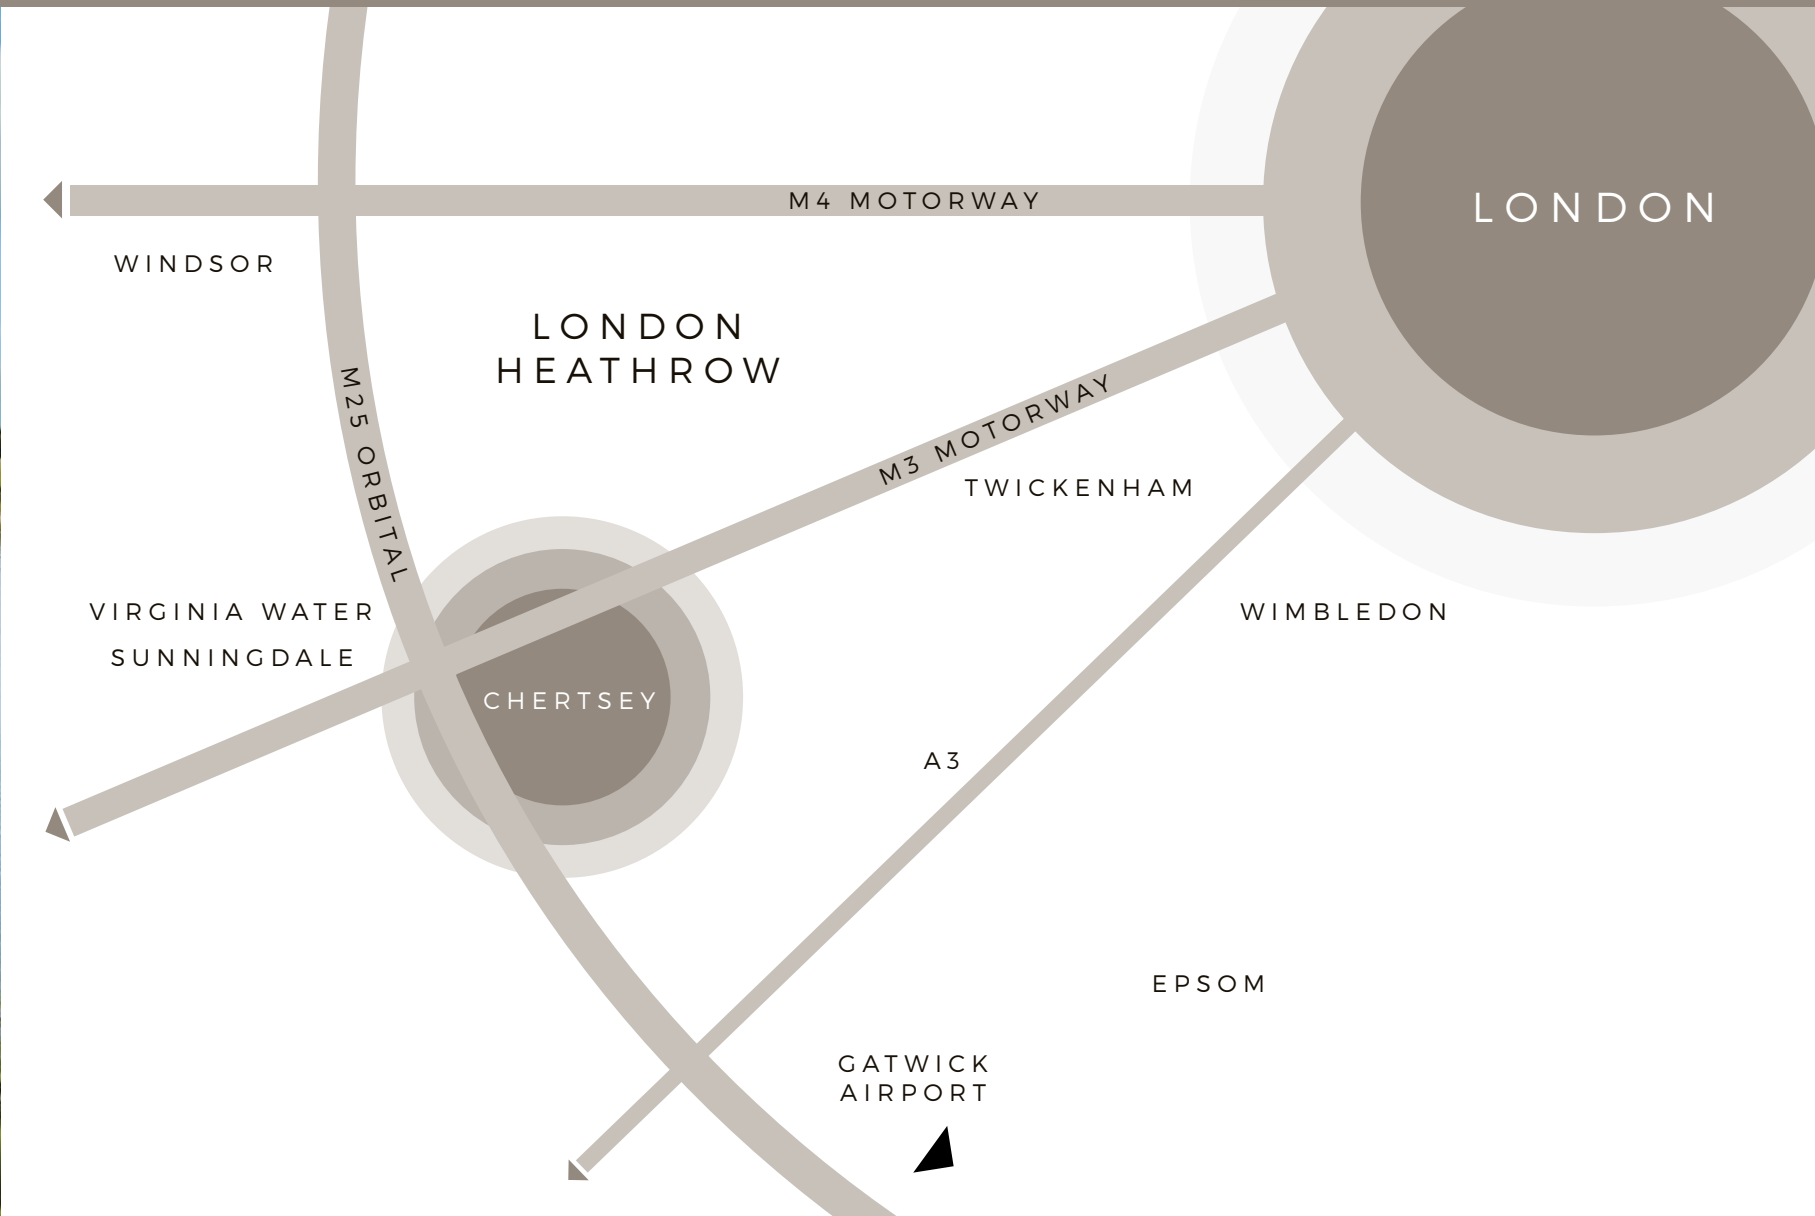 M4 MOTORWAY
LONDON
WINDSOR
LONDON
HEATHROW
M25 ORBITAL
M3 MOTORWAY
TWICKENHAM
VIRGINIA WATER
SUNNINGDALE
WIMBLEDON
CHERTSEY
A3
EPSOM
GATWICK
AIRPORT